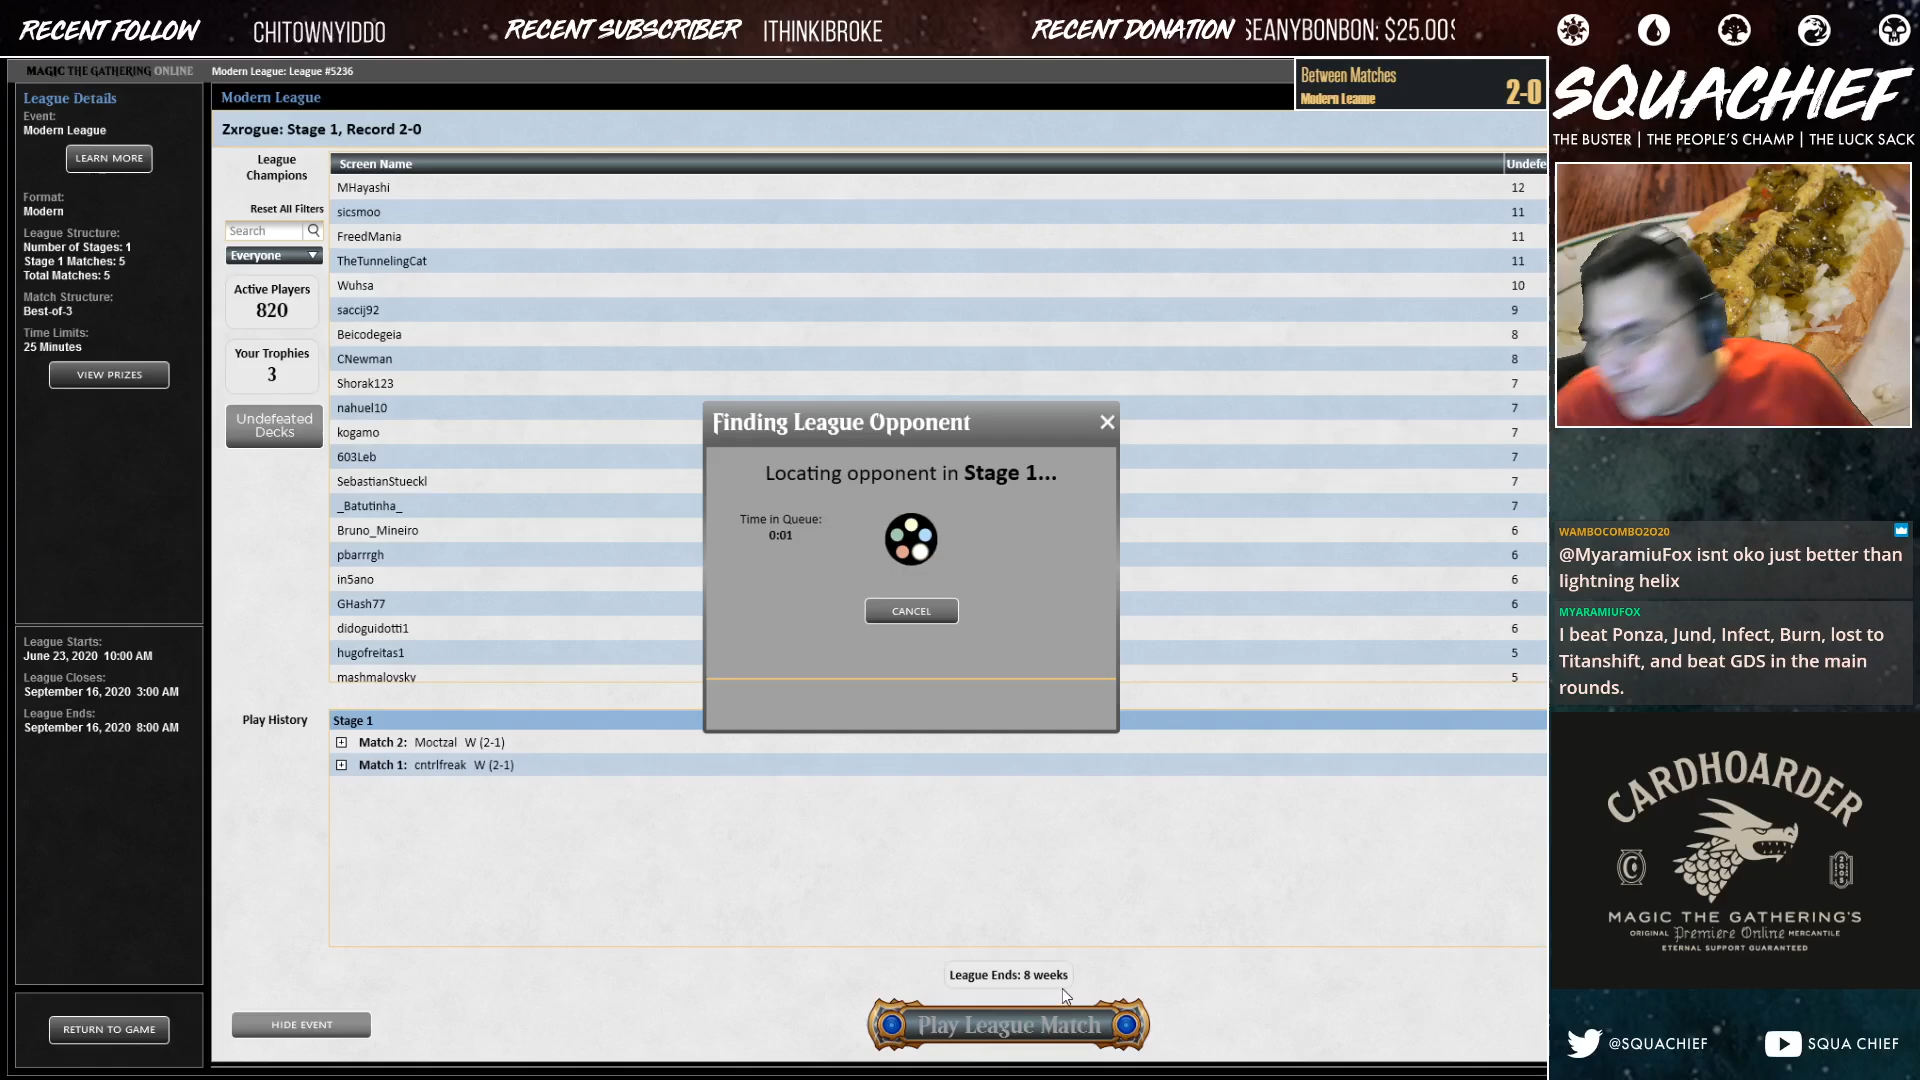 RECENT FOLLOW
CHITOWNYIDDO
RECENT SUBSCRIBER
ITHINKIBROKE
RECENT DONATION
SEANYBONBON: $25.00
MAGIC THE GATHERING ONLINE
Modern League: League #5236
Between Matches
Modern League
2-0
SQUACHIEF
THE BUSTER | THE PEOPLE'S CHAMP | THE LUCK SACK
League Details
Event:
Modern League
LEARN MORE
Format:
Modern
League Structure:
Number of Stages: 1
Stage 1 Matches: 5
Total Matches: 5
Match Structure:
Best-of-3
Time Limits:
25 Minutes
VIEW PRIZES
League Starts:
June 23, 2020 10:00 AM
League Closes:
September 16, 2020 3:00 AM
League Ends:
September 16, 2020 8:00 AM
RETURN TO GAME
Modern League
Zxrogue: Stage 1, Record 2-0
League
Champions
Reset All Filters
Search
Everyone
Active Players
820
Your Trophies
3
Undefeated
Decks
Screen Name Undefe
MHayashi 12
sicsmoo 11
FreedMania 11
TheTunnelingCat 11
Wuhsa 10
saccij92 9
Beicodegeia 8
CNewman 8
Shorak123 7
nahuel10 7
kogamo 7
603Leb 7
SebastianStueckl 7
_Batutinha_ 7
Bruno_Mineiro 6
pbarrrgh 6
in5ano 6
GHash77 6
didoguidotti1 6
hugofreitas1 5
mashmalovsky 5
Finding League Opponent
Locating opponent in Stage 1...
Time in Queue:
0:01
CANCEL
Play History
Stage 1
Match 2: Moctzal W (2-1)
Match 1: cntrlfreak W (2-1)
League Ends: 8 weeks
HIDE EVENT
Play League Match
WAMBOCOMBO2020
@MyaramiuFox isnt oko just better than
lightning helix
MYARAMIUFOX
I beat Ponza, Jund, Infect, Burn, lost to
Titanshift, and beat GDS in the main
rounds.
CARDHOARDER
C
2005
MAGIC THE GATHERING'S
ORIGINAL Premiere Online MERCANTILE
ETERNAL SUPPORT GUARANTEED
@SQUACHIEF
SQUA CHIEF